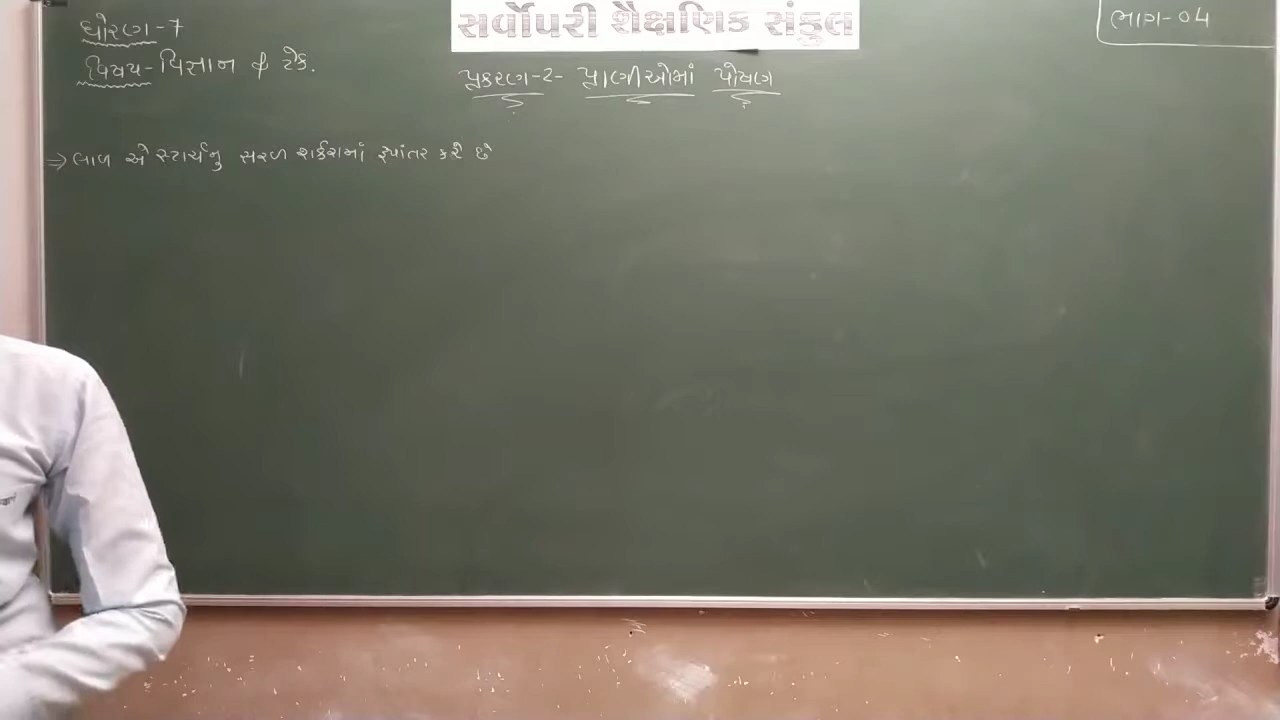 સર્વોપરી શૈક્ષણિક સંકુલ
ધોરણ-7
વિષય-વિજ્ઞાન & ટેક.
ભાગ-04
પ્રકરણ-2- પ્રાણીઓમાં પોષણ
⇒ લાળ એ સ્ટાર્ચનુ સરળ શર્કરામાં રૂપાંતર કરે છે